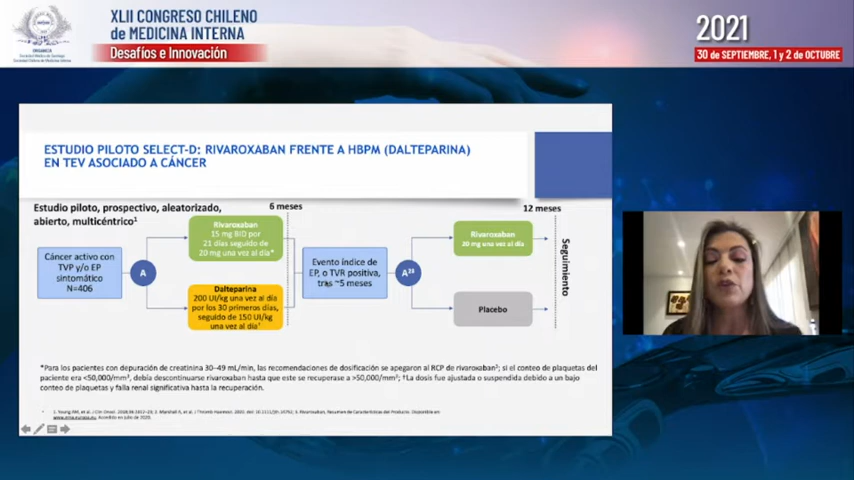 XLII CONGRESO CHILENO
de MEDICINA INTERNA
Desafíos e Innovación
2021
30 de SEPTIEMBRE, 1 y 2 de OCTUBRE
ESTUDIO PILOTO SELECT-D: RIVAROXABAN FRENTE A HBPM (DALTEPARINA)
EN TEV ASOCIADO A CÁNCER
Estudio piloto, prospectivo, aleatorizado,
abierto, multicéntrico¹
6 meses
12 meses
Cáncer activo con
TVP y/o EP
sintomático
N=406
A
Rivaroxaban
15 mg BID por
21 días seguido de
20 mg una vez al día*
Dalteparina
200 UI/kg una vez al día
por los 30 primeros días,
seguido de 150 UI/kg
una vez al día†
Evento índice de
EP, o TVR positiva,
tras ~5 meses
Rivaroxaban
20 mg una vez al día
Placebo
Seguimiento
*Para los pacientes con depuración de creatinina 30–49 mL/min, las recomendaciones de dosificación se apegaron al RCP de rivaroxaban³; si el conteo de plaquetas del
paciente era <50,000/mm³, debía descontinuarse rivaroxaban hasta que este se recuperase a >50,000/mm³; †La dosis fue ajustada o suspendida debido a un bajo
conteo de plaquetas y falla renal significativa hasta la recuperación.